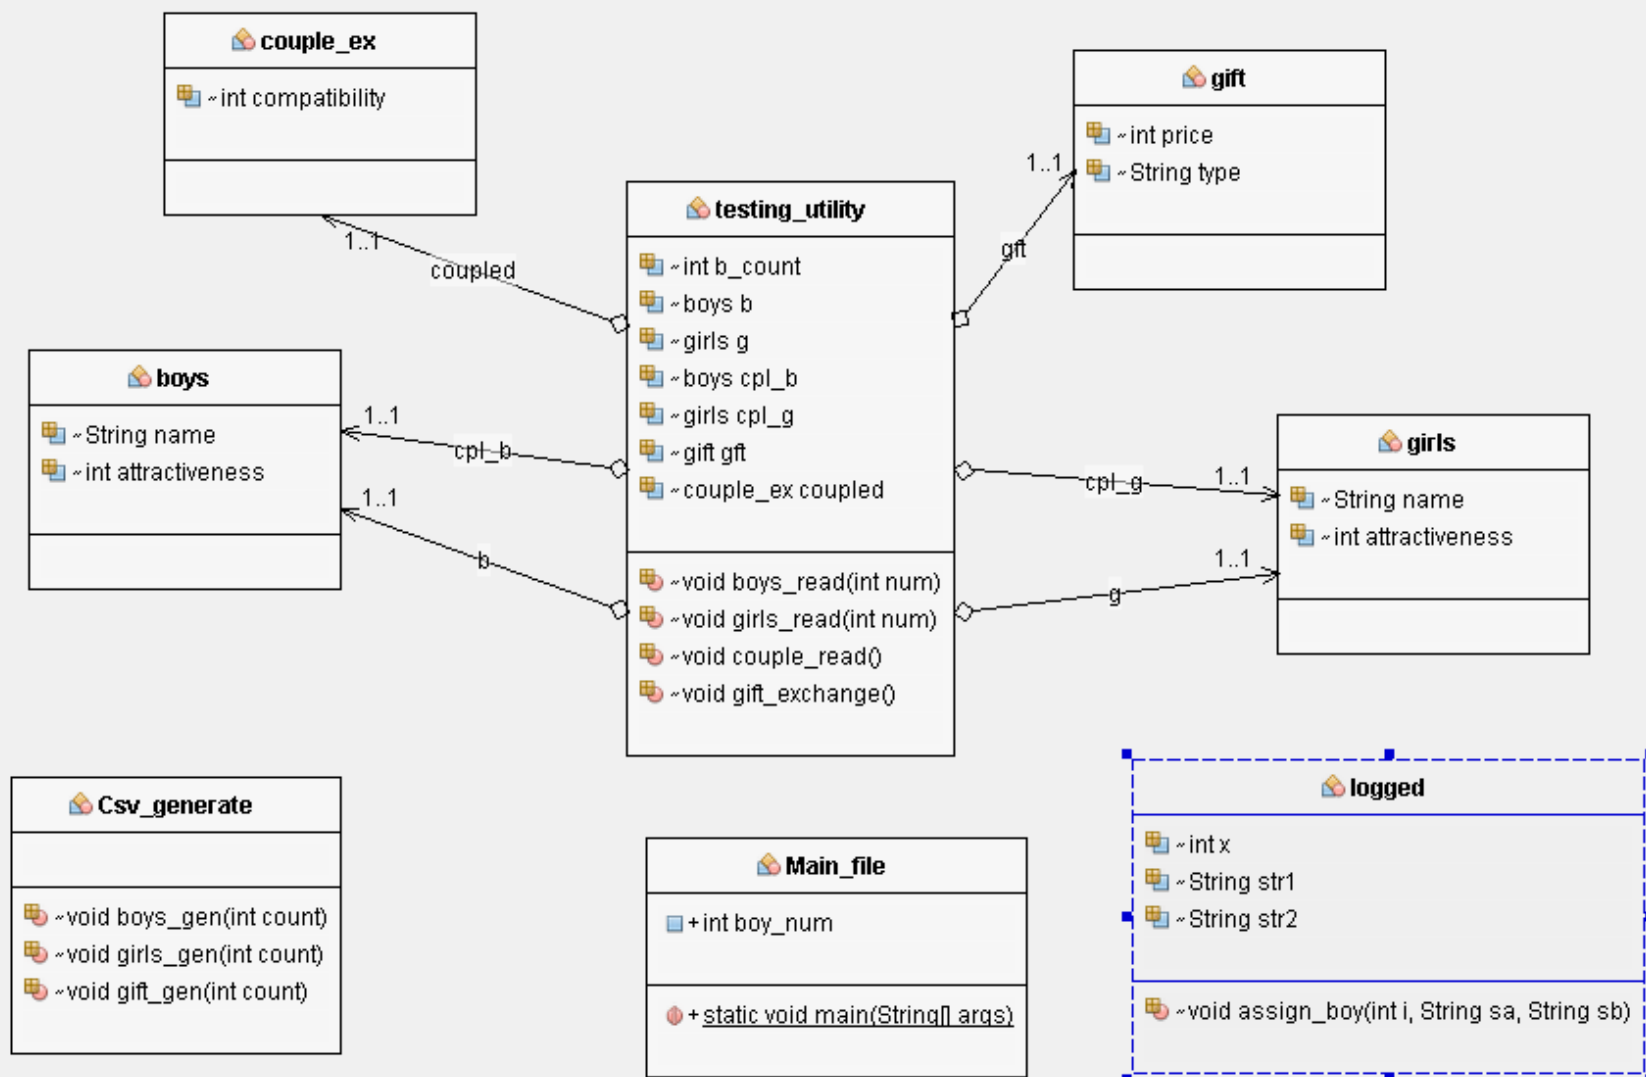 couple_ex
~int compatibility
gift
~int price
~String type
testing_utility
~int b_count
~boys b
~girls g
~boys cpl_b
~girls cpl_g
~gift gft
~couple_ex coupled
~void boys_read(int num)
~void girls_read(int num)
~void couple_read()
~void gift_exchange()
1..1
coupled
1..1
gft
boys
~String name
~int attractiveness
1..1
cpl_b
1..1
b
girls
~String name
~int attractiveness
cpl_g
1..1
g
1..1
Csv_generate
~void boys_gen(int count)
~void girls_gen(int count)
~void gift_gen(int count)
Main_file
+int boy_num
+static void main(String[] args)
logged
~int x
~String str1
~String str2
~void assign_boy(int i, String sa, String sb)